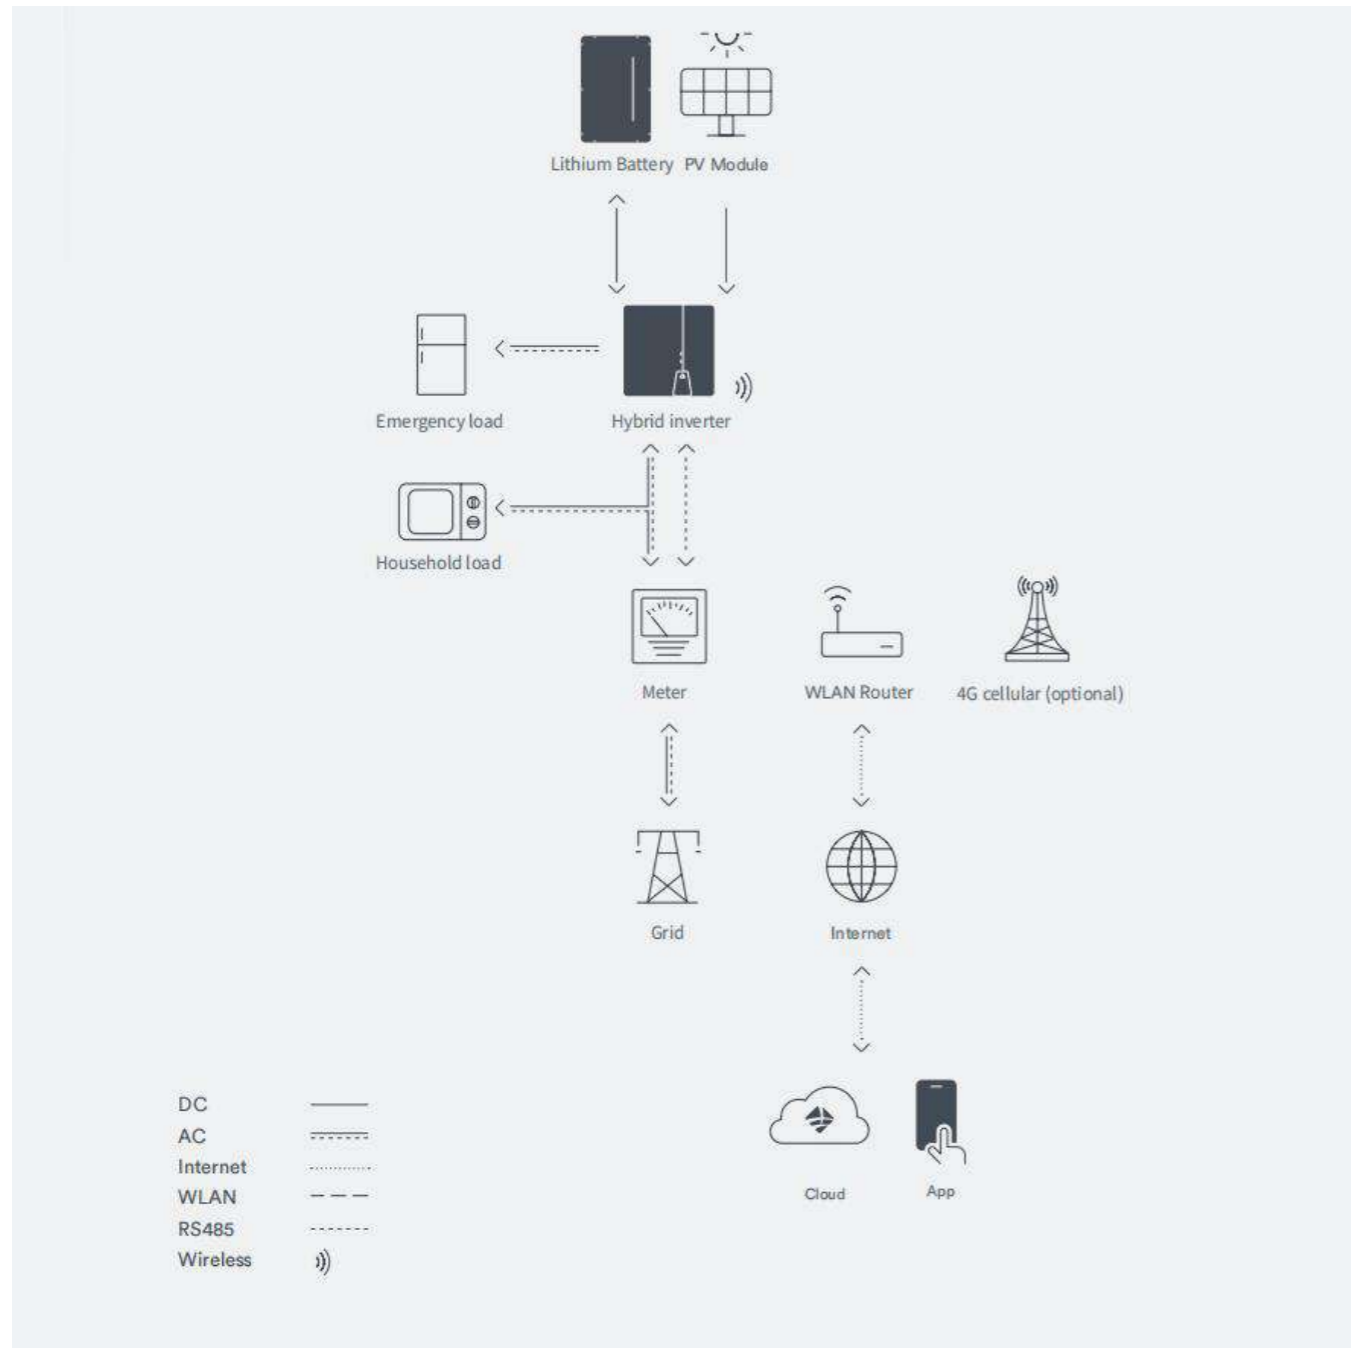 Lithium Battery PV Module
Emergency load
Hybrid inverter
Household load
Meter
WLAN Router
4G cellular (optional)
Grid
Internet
DC
AC
Internet
WLAN
RS485
Wireless
Cloud
App